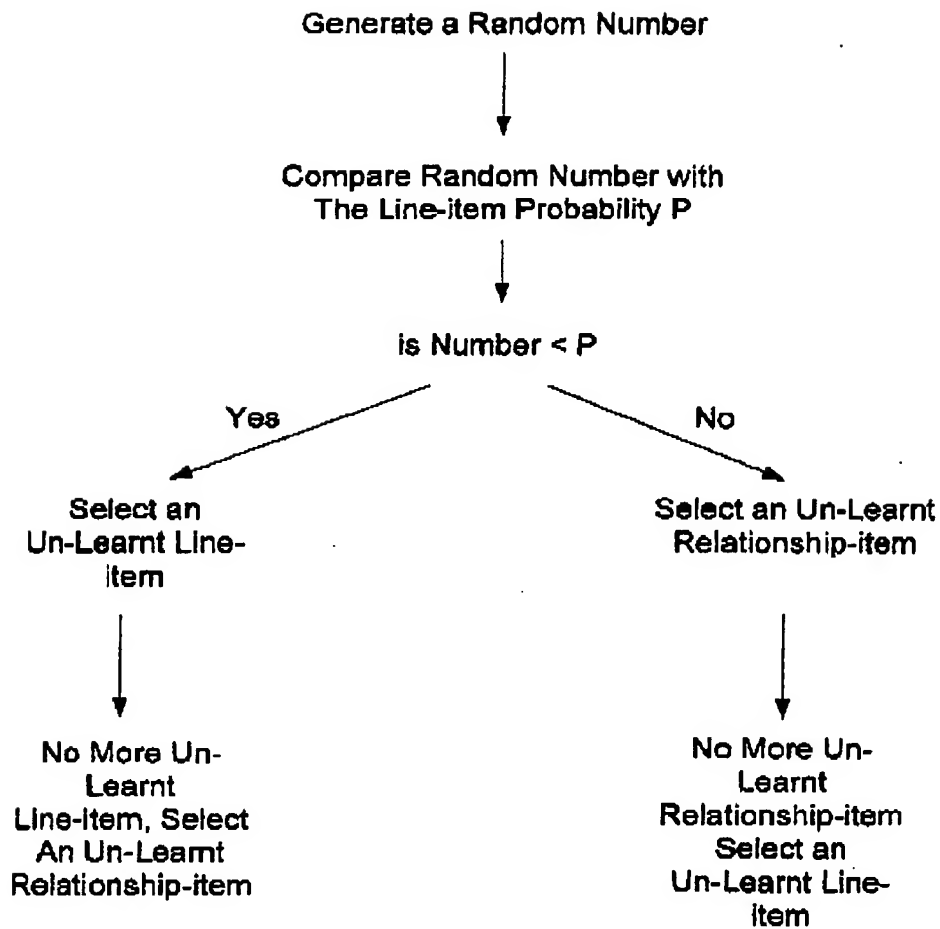 Generate a Random Number
Compare Random Number with
The Line-item Probability P
is Number < P
Yes
No
Select an
Un-Learnt Line-
item
Select an Un-Learnt
Relationship-item
No More Un-
Learnt
Line-item, Select
An Un-Learnt
Relationship-item
No More Un-
Learnt
Relationship-item
Select an
Un-Learnt Line-
item